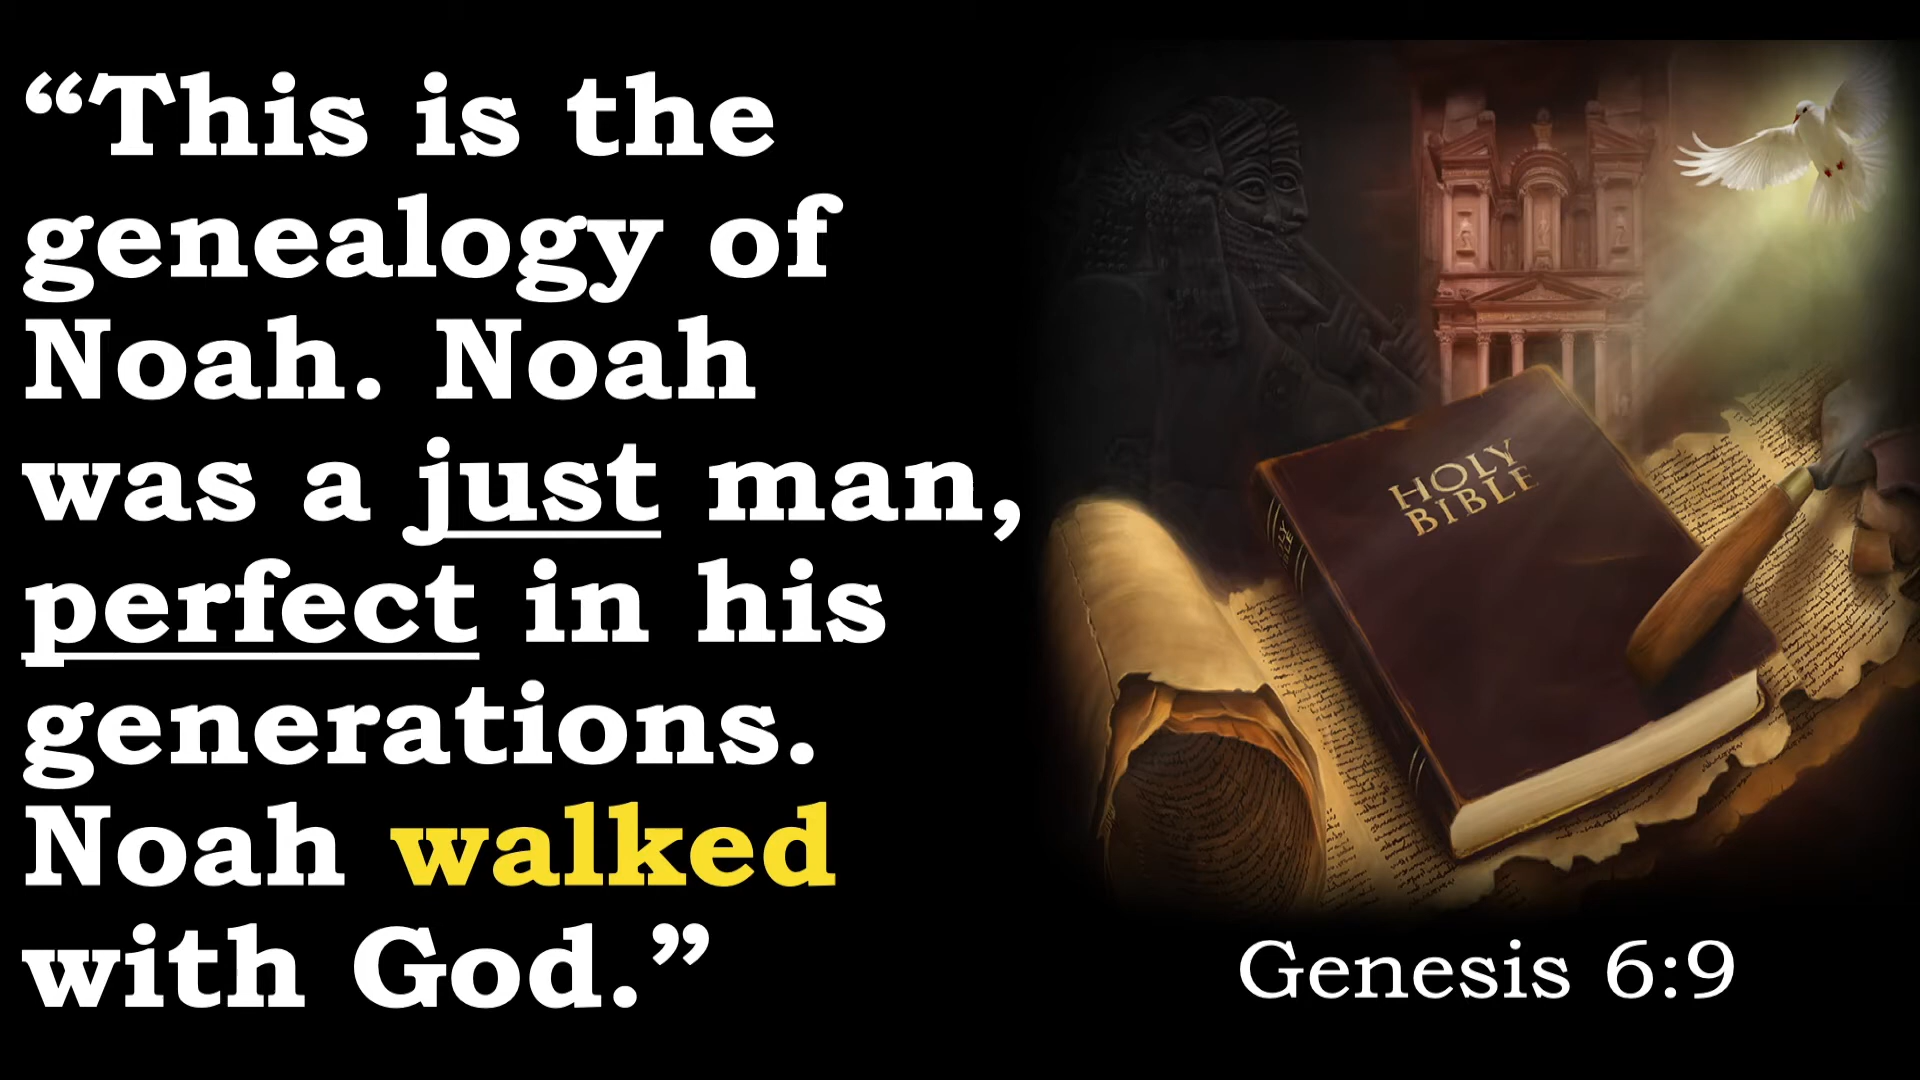 “This is the
genealogy of
Noah. Noah
was a just man,
perfect in his
generations.
Noah walked
with God.”
HOLY
BIBLE
Genesis 6:9